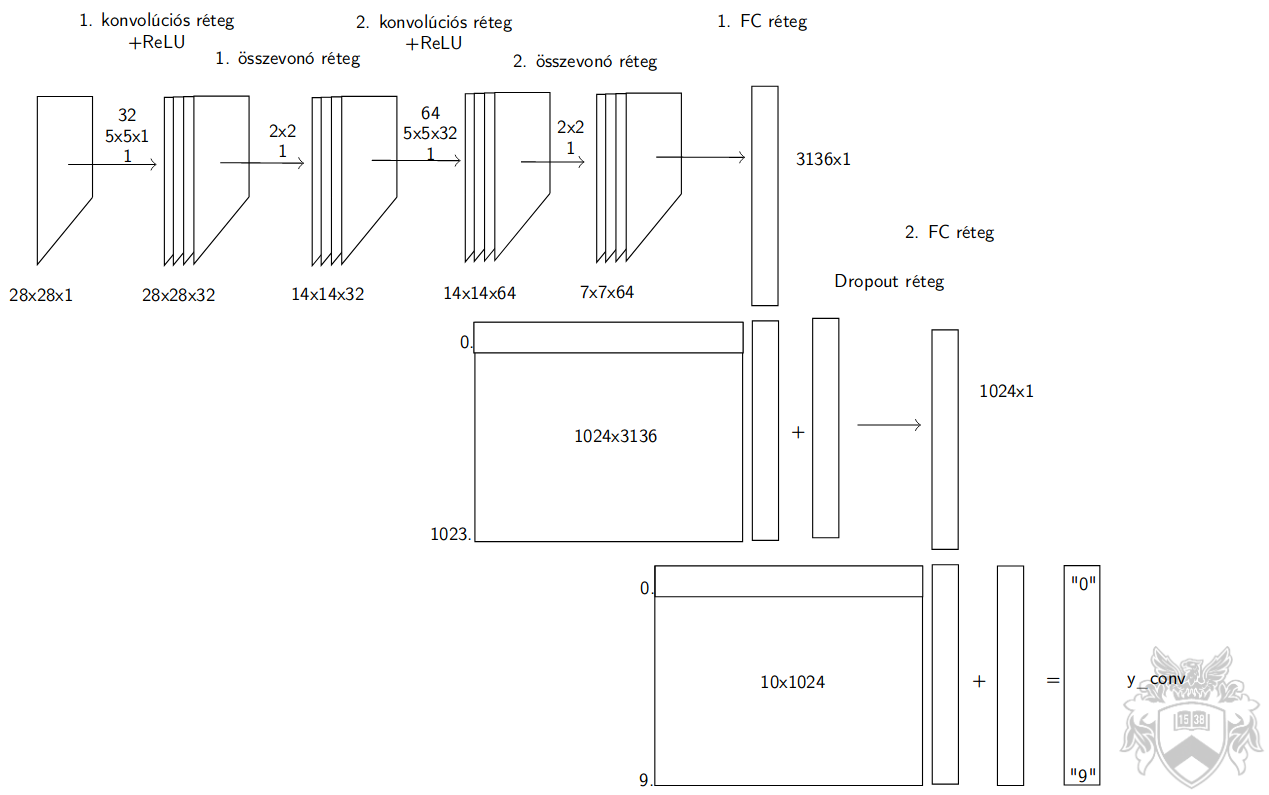 1. konvolúciós réteg
+ReLU
1. összevonó réteg
2. konvolúciós réteg
+ReLU
2. összevonó réteg
1. FC réteg
32
5x5x1
1
2x2
1
64
5x5x32
1
2x2
1
3136x1
28x28x1
28x28x32
14x14x32
14x14x64
7x7x64
2. FC réteg
Dropout réteg
0.
1024x3136
1023.
+
1024x1
0.
10x1024
9.
+
=
"0"
"9"
y_conv
15 38